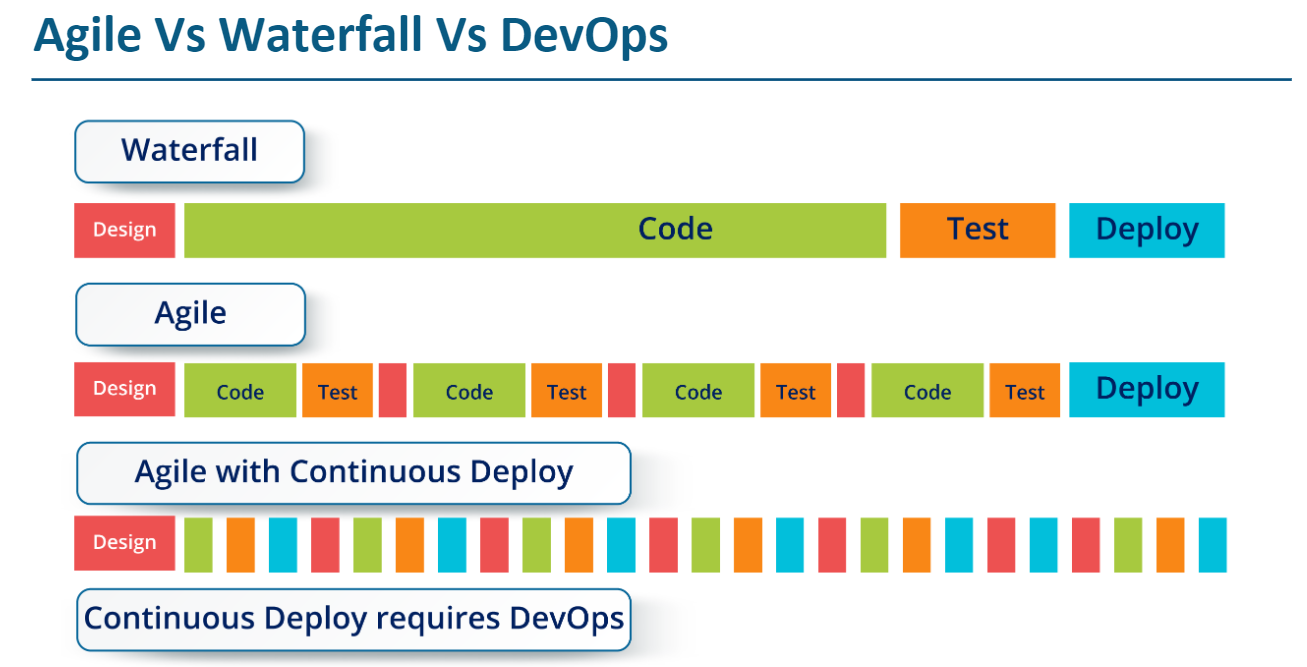 Agile Vs Waterfall Vs DevOps
Waterfall
Design Code Test Deploy
Agile
Design Code Test Code Test Code Test Code Test Deploy
Agile with Continuous Deploy
Design
Continuous Deploy requires DevOps